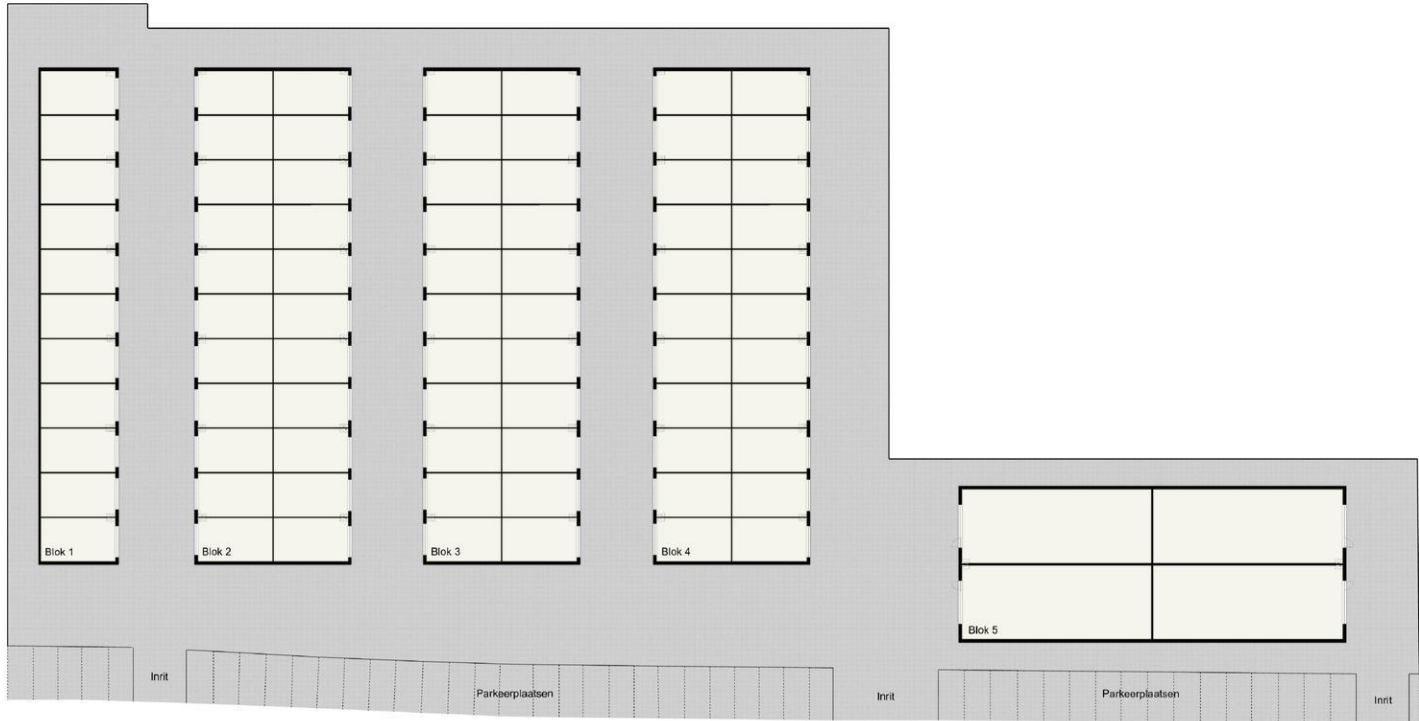 Blok 1
Blok 2
Blok 3
Blok 4
Blok 5
Inrit
Parkeerplaatsen
Inrit
Parkeerplaatsen
Inrit